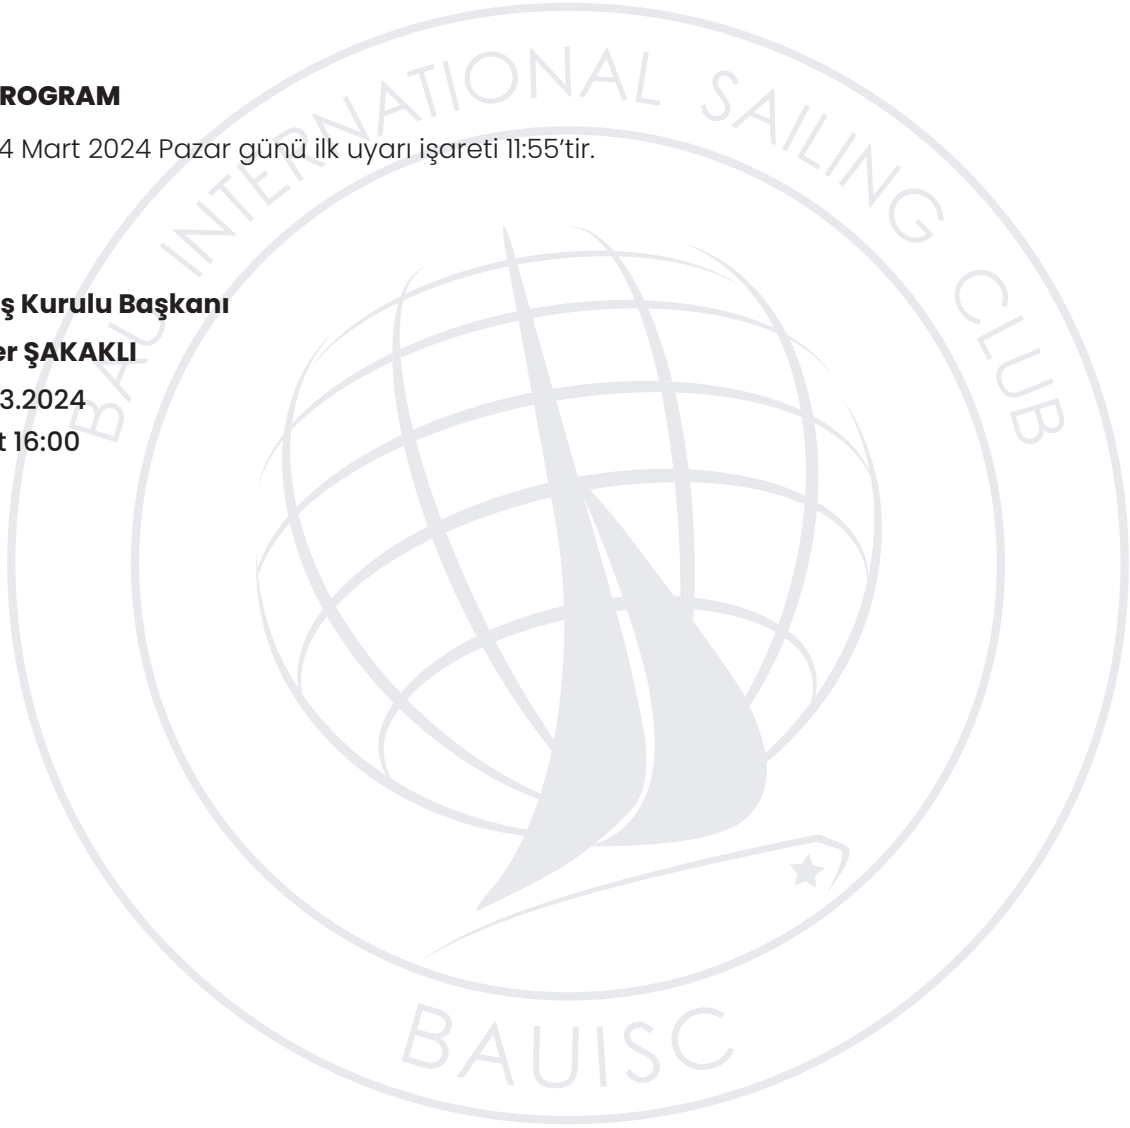 ROGRAM
4 Mart 2024 Pazar günü ilk uyarı işareti 11:55’tir.
ş Kurulu Başkanı
er ŞAKAKLI
3.2024
t 16:00
BAU INTERNATIONAL SAILING CLUB
BAUISC